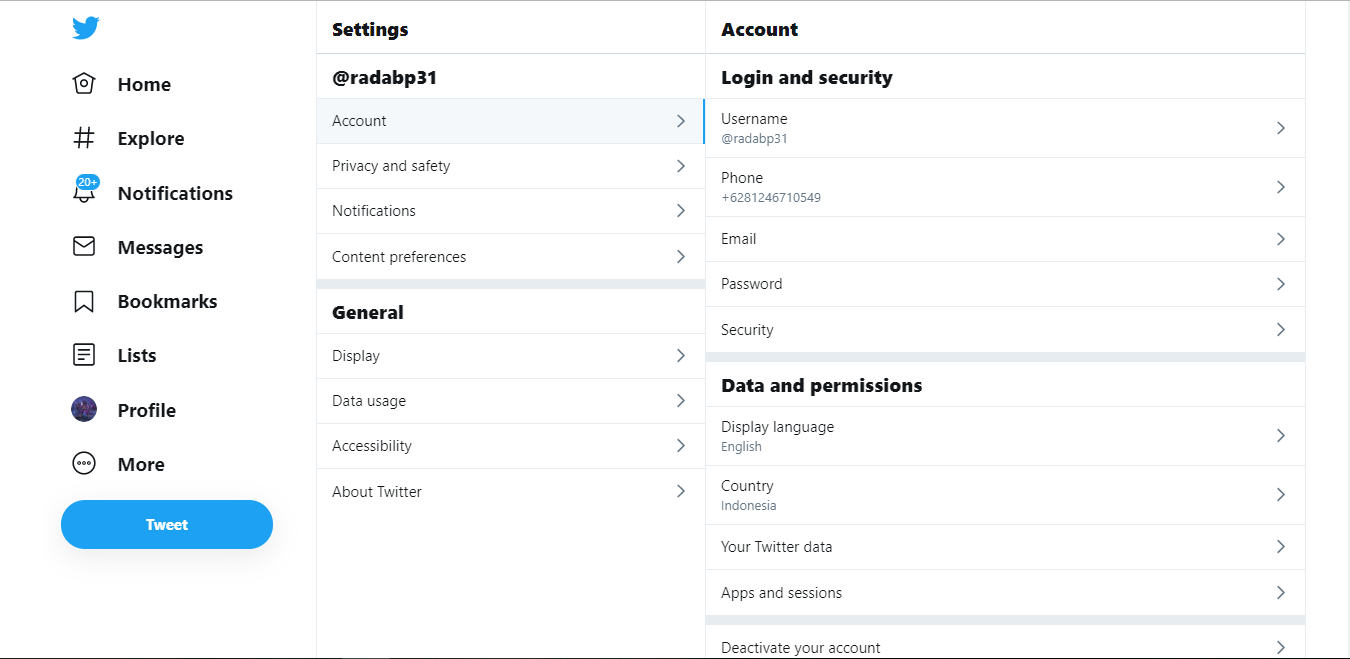 Home
Explore
20+
Notifications
Messages
Bookmarks
Lists
Profile
More
Tweet
Settings
@radabp31
Account
Privacy and safety
Notifications
Content preferences
General
Display
Data usage
Accessibility
About Twitter
Account
Login and security
Username
@radabp31
Phone
+6281246710549
Email
Password
Security
Data and permissions
Display language
English
Country
Indonesia
Your Twitter data
Apps and sessions
Deactivate your account